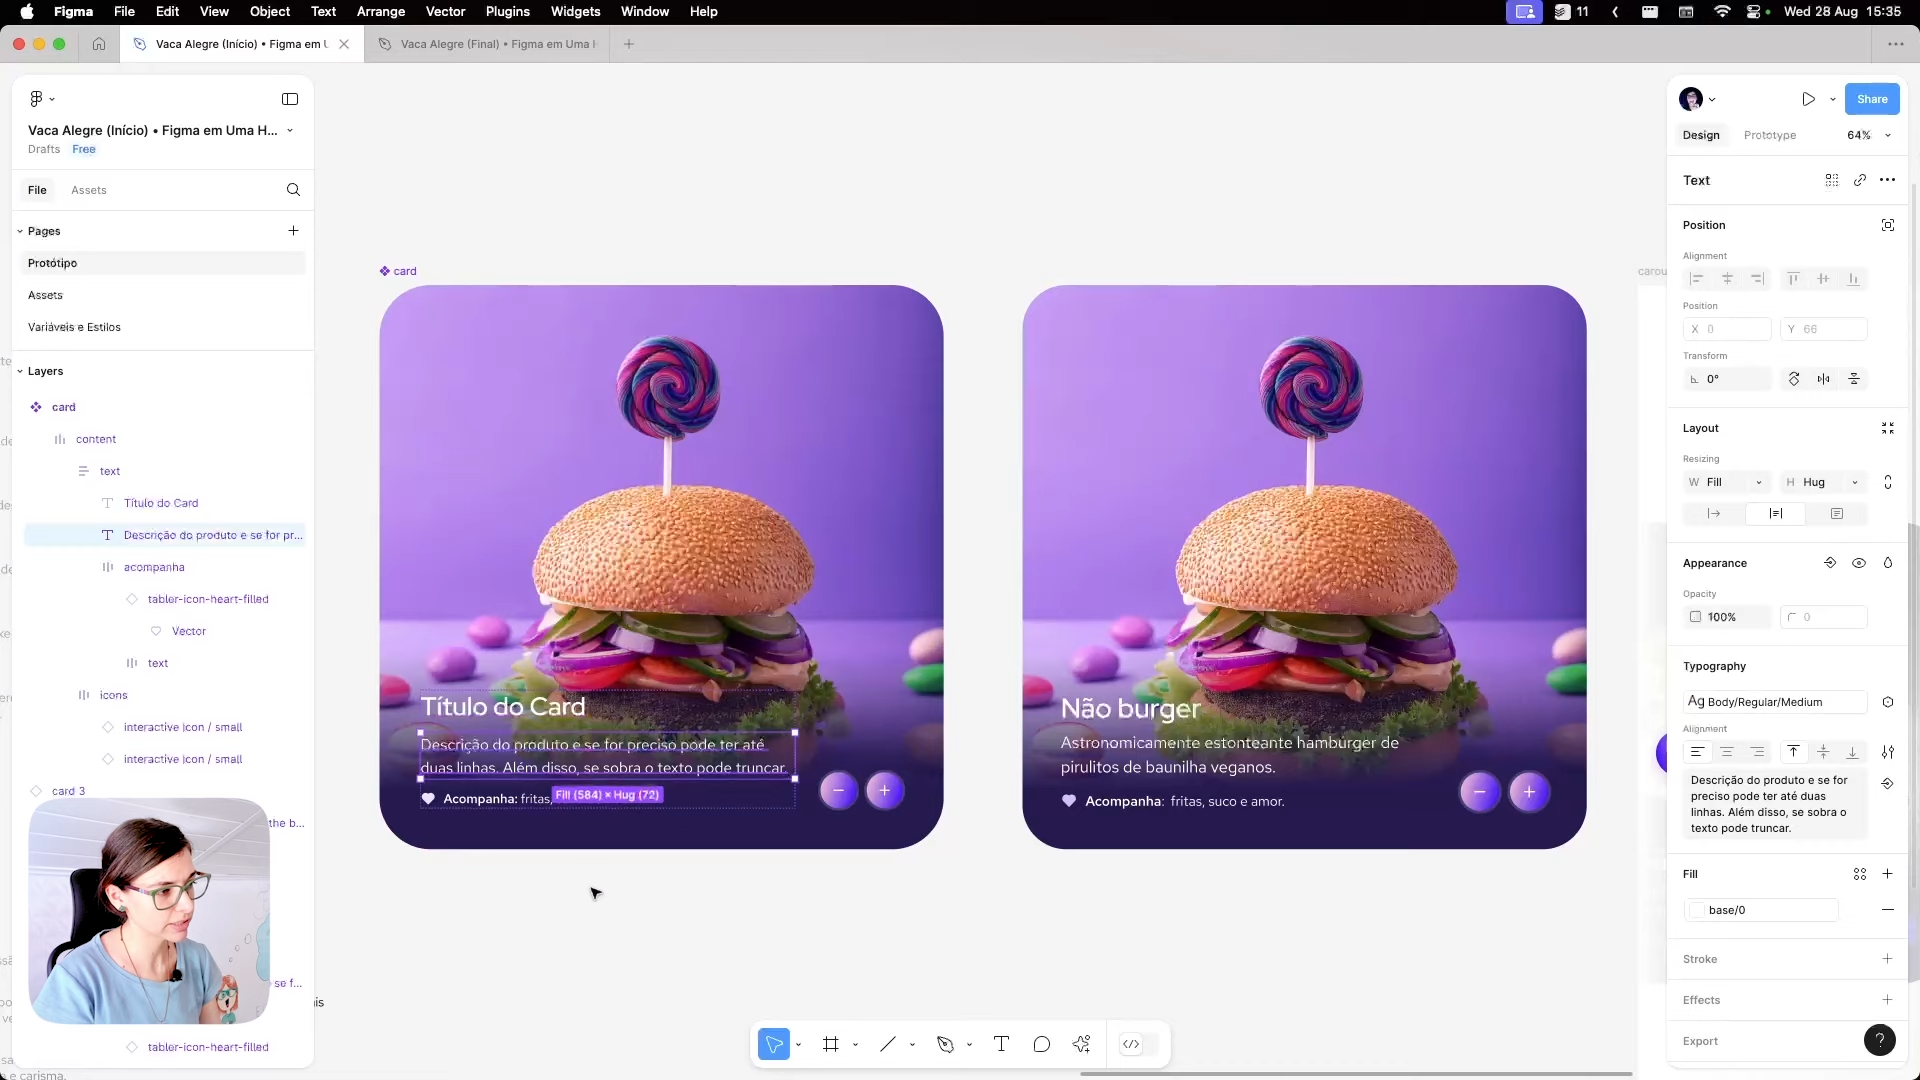 Figma File Edit View Object Text Arrange Vector Plugins Widgets Window Help
11
Wed 28 Aug 15:35
Vaca Alegre (Início) • Figma em U
Vaca Alegre (Final) • Figma em Uma H
Vaca Alegre (Início) • Figma em Uma H...
Drafts Free
File Assets
Pages
Protótipo
Assets
Variáveis e Estilos
Layers
card
content
text
Título do Card
Descrição do produto e se for pr...
acompanha
tabler-icon-heart-filled
Vector
text
icons
interactive icon / small
interactive icon / small
card 3
the b...
se f...
tabler-icon-heart-filled
card
Título do Card
Descrição do produto e se for preciso pode ter até
duas linhas. Além disso, se sobra o texto pode truncar.
Acompanha: fritas,
Fill (584) × Hug (72)
Não burger
Astronomicamente estonteante hamburger de
pirulitos de baunilha veganos.
Acompanha: fritas, suco e amor.
carou
Share
Design Prototype 64%
Text
Position
Alignment
Position
X 0 Y 66
Transform
0°
Layout
Resizing
W Fill H Hug
Appearance
Opacity
100% 0
Typography
Ag Body/Regular/Medium
Alignment
Descrição do produto e se for
preciso pode ter até duas
linhas. Além disso, se sobra o
texto pode truncar.
Fill
base/0
Stroke
Effects
Export
?
e carisma.